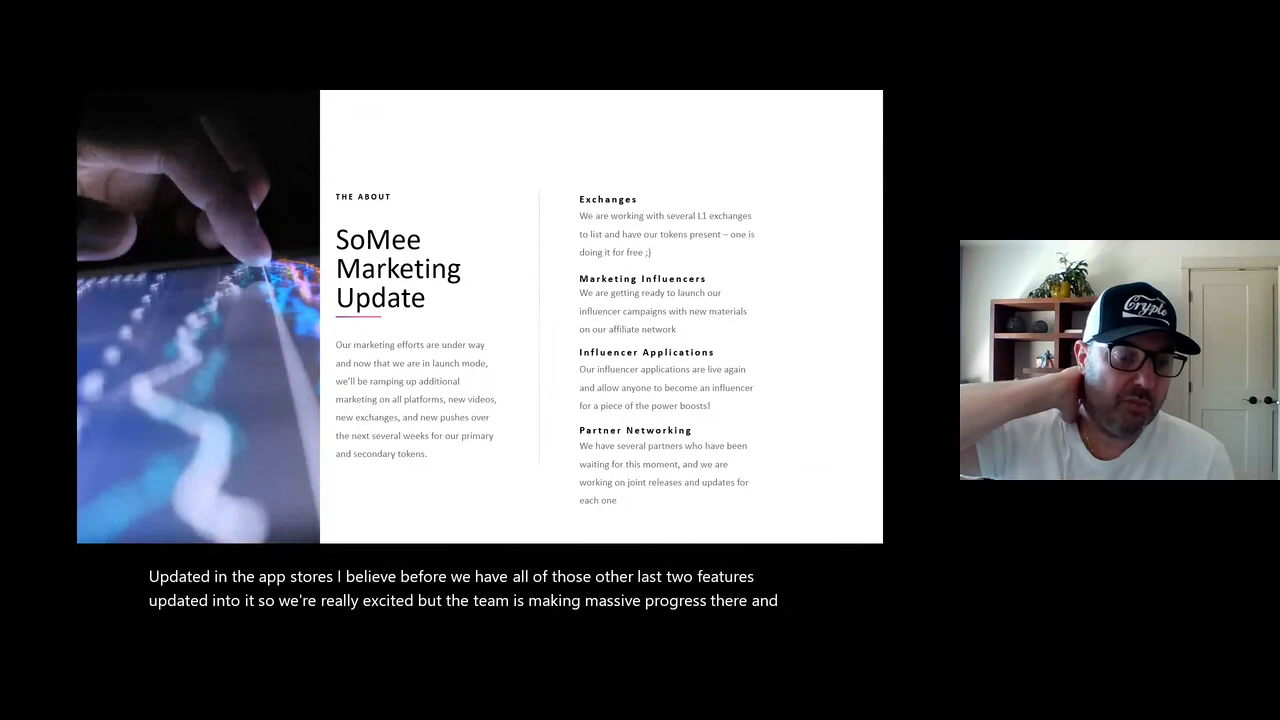 THE ABOUT
SoMee
Marketing
Update
Our marketing efforts are under way
and now that we are in launch mode,
we'll be ramping up additional
marketing on all platforms, new videos,
new exchanges, and new pushes over
the next several weeks for our primary
and secondary tokens.
Exchanges
We are working with several L1 exchanges
to list and have our tokens present – one is
doing it for free ;)
Marketing Influencers
We are getting ready to launch our
influencer campaigns with new materials
on our affiliate network
Influencer Applications
Our influencer applications are live again
and allow anyone to become an influencer
for a piece of the power boosts!
Partner Networking
We have several partners who have been
waiting for this moment, and we are
working on joint releases and updates for
each one
Crypto
Updated in the app stores I believe before we have all of those other last two features
updated into it so we're really excited but the team is making massive progress there and